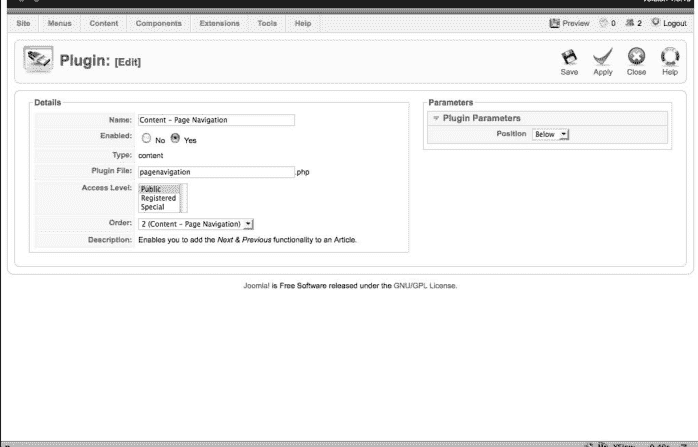 Site Menus Content Components Extensions Tools Help Preview 0 2 Logout
Plugin: [Edit]
Save Apply Close Help
Details
Name: Content - Page Navigation
Enabled: No Yes
Type: content
Plugin File: pagenavigation .php
Access Level: Public
Registered
Special
Order: 2 (Content - Page Navigation)
Description: Enables you to add the Next & Previous functionality to an Article.
Parameters
Plugin Parameters
Position Below
Joomla! is Free Software released under the GNU/GPL License.